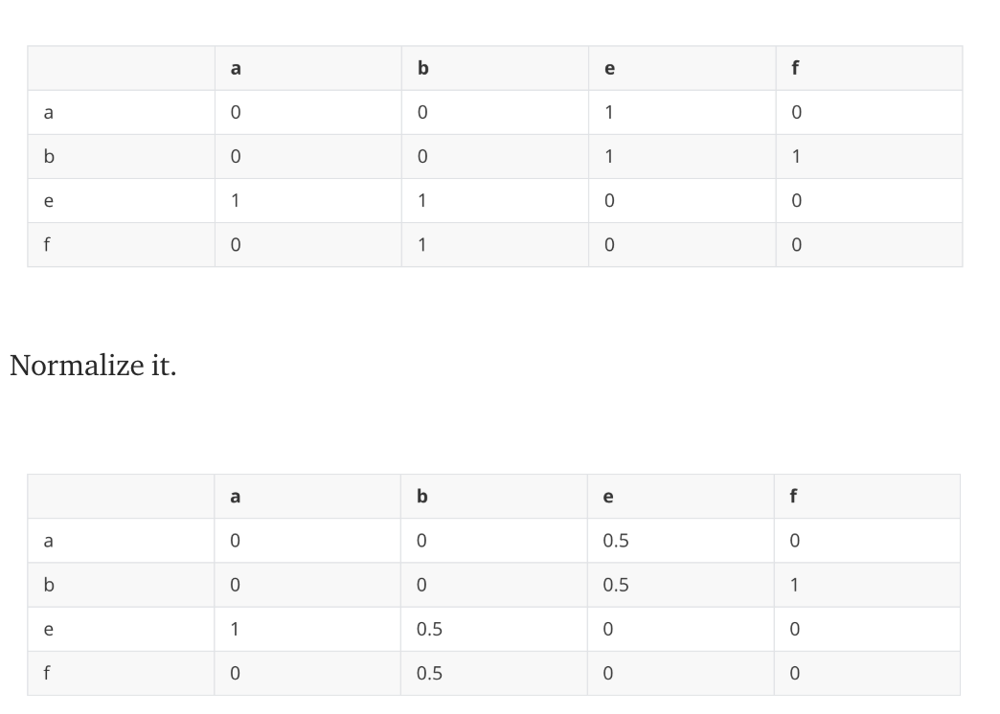 a b e f
a 0 0 1 0
b 0 0 1 1
e 1 1 0 0
f 0 1 0 0
Normalize it.
a b e f
a 0 0 0.5 0
b 0 0 0.5 1
e 1 0.5 0 0
f 0 0.5 0 0